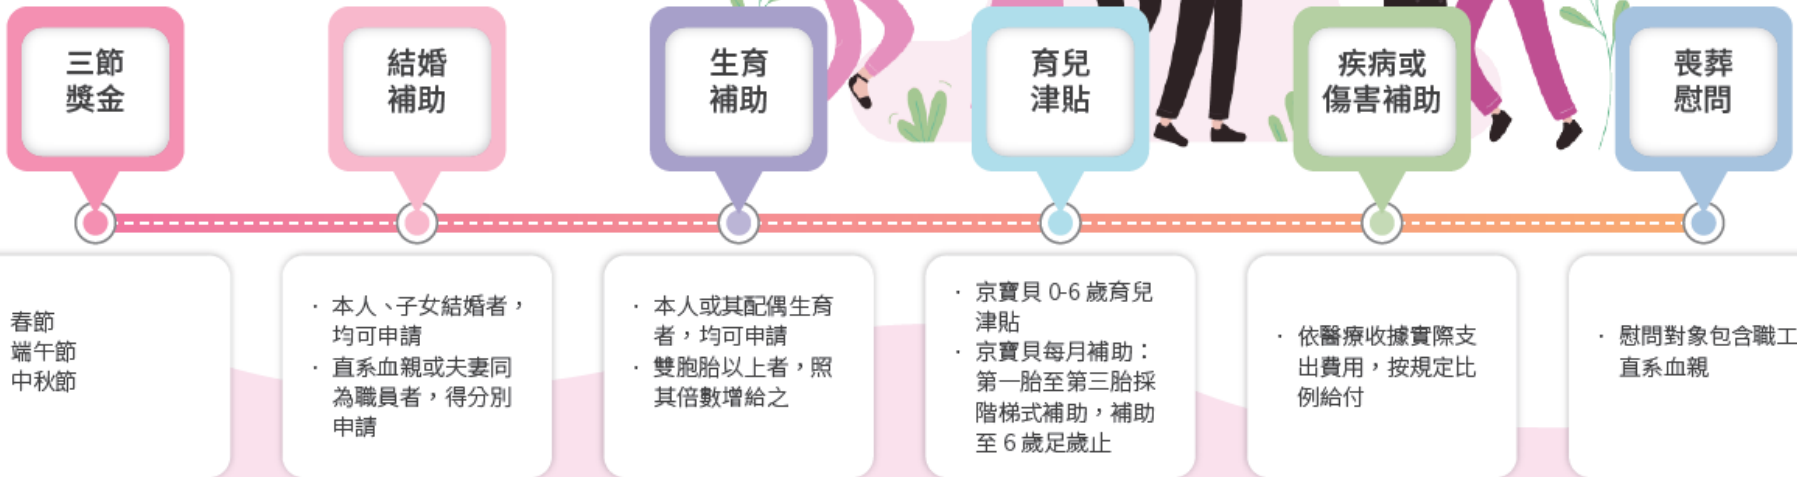 三節
獎金
結婚
補助
生育
補助
育兒
津貼
疾病或
傷害補助
喪葬
慰問
春節
端午節
中秋節
· 本人、子女結婚者，
均可申請
· 直系血親或夫妻同
為職員者，得分別
申請
· 本人或其配偶生育
者，均可申請
· 雙胞胎以上者，照
其倍數增給之
· 京寶貝 0-6 歲育兒
津貼
· 京寶貝每月補助：
第一胎至第三胎採
階梯式補助，補助
至 6 歲足歲止
· 依醫療收據實際支
出費用，按規定比
例給付
· 慰問對象包含職工
直系血親